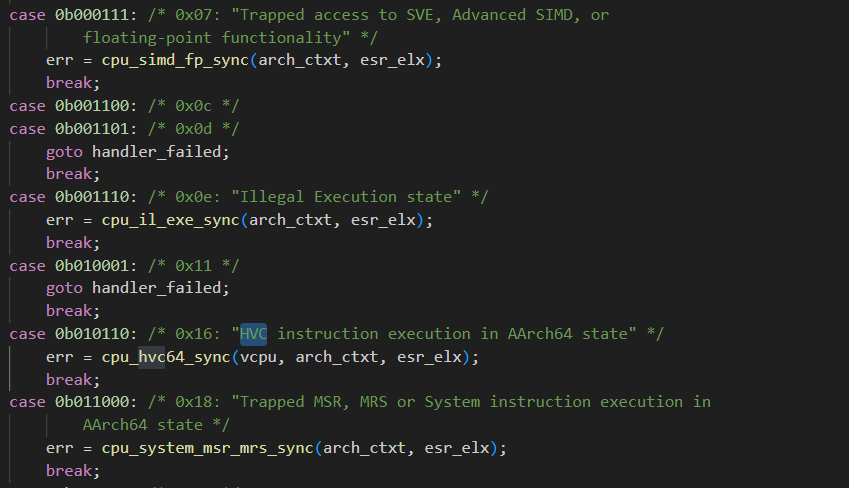 case 0b000111: /* 0x07: "Trapped access to SVE, Advanced SIMD, or
floating-point functionality" */
err = cpu_simd_fp_sync(arch_ctxt, esr_elx);
break;
case 0b001100: /* 0x0c */
case 0b001101: /* 0x0d */
goto handler_failed;
break;
case 0b001110: /* 0x0e: "Illegal Execution state" */
err = cpu_il_exe_sync(arch_ctxt, esr_elx);
break;
case 0b010001: /* 0x11 */
goto handler_failed;
break;
case 0b010110: /* 0x16: "HVC instruction execution in AArch64 state" */
err = cpu_hvc64_sync(vcpu, arch_ctxt, esr_elx);
break;
case 0b011000: /* 0x18: "Trapped MSR, MRS or System instruction execution in
AArch64 state */
err = cpu_system_msr_mrs_sync(arch_ctxt, esr_elx);
break;